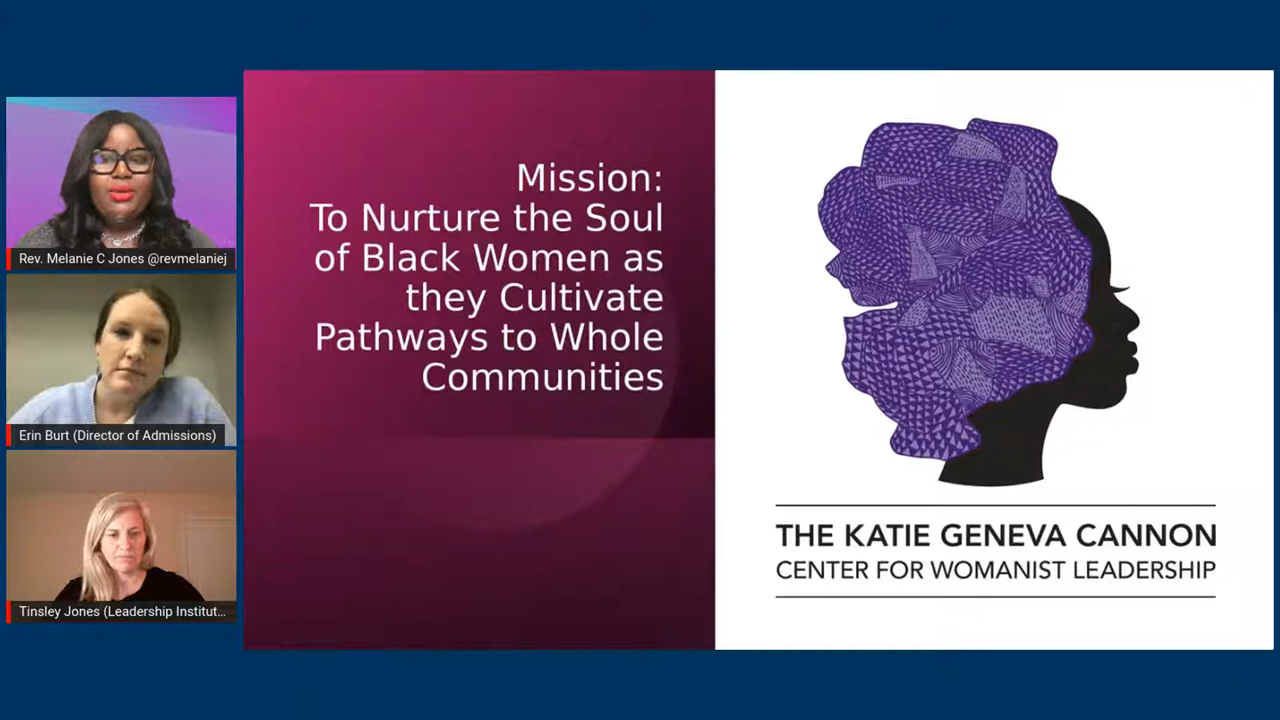 Rev. Melanie C Jones @revmelaniej
Erin Burt (Director of Admissions)
Tinsley Jones (Leadership Institut...
Mission:
To Nurture the Soul
of Black Women as
they Cultivate
Pathways to Whole
Communities
THE KATIE GENEVA CANNON
CENTER FOR WOMANIST LEADERSHIP